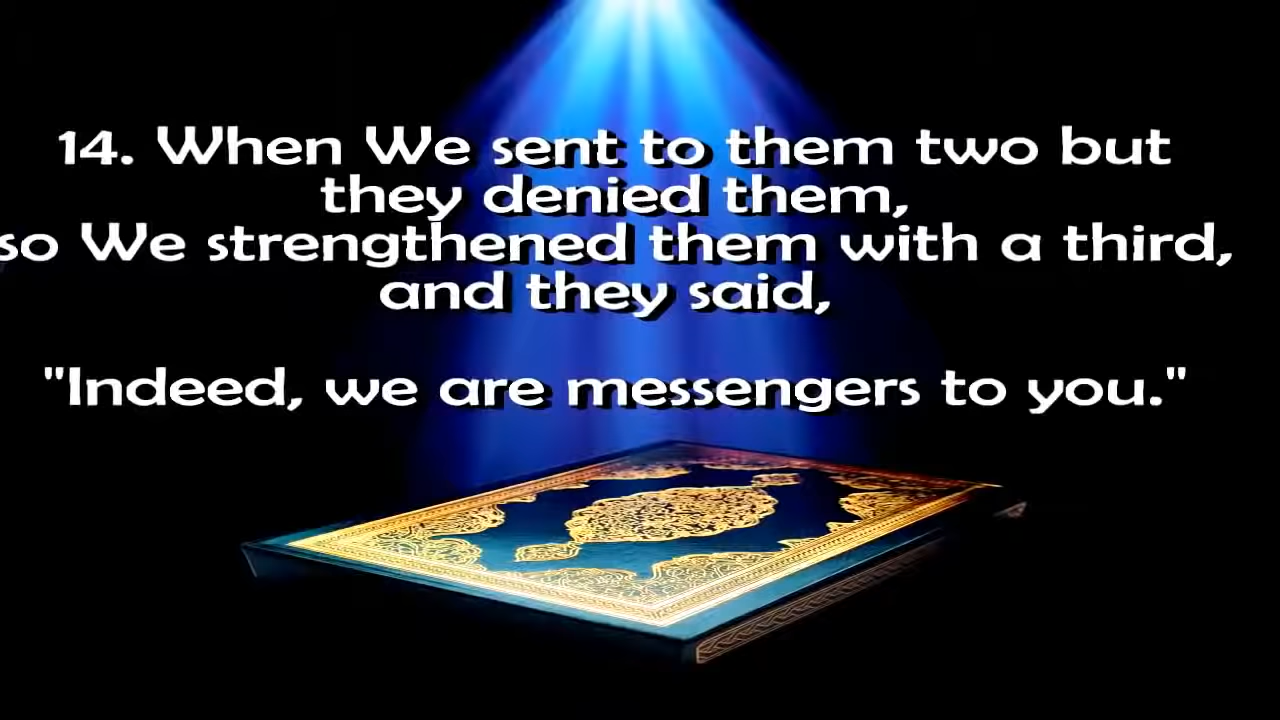 14. When We sent to them two but
they denied them,
so We strengthened them with a third,
and they said,
"Indeed, we are messengers to you."